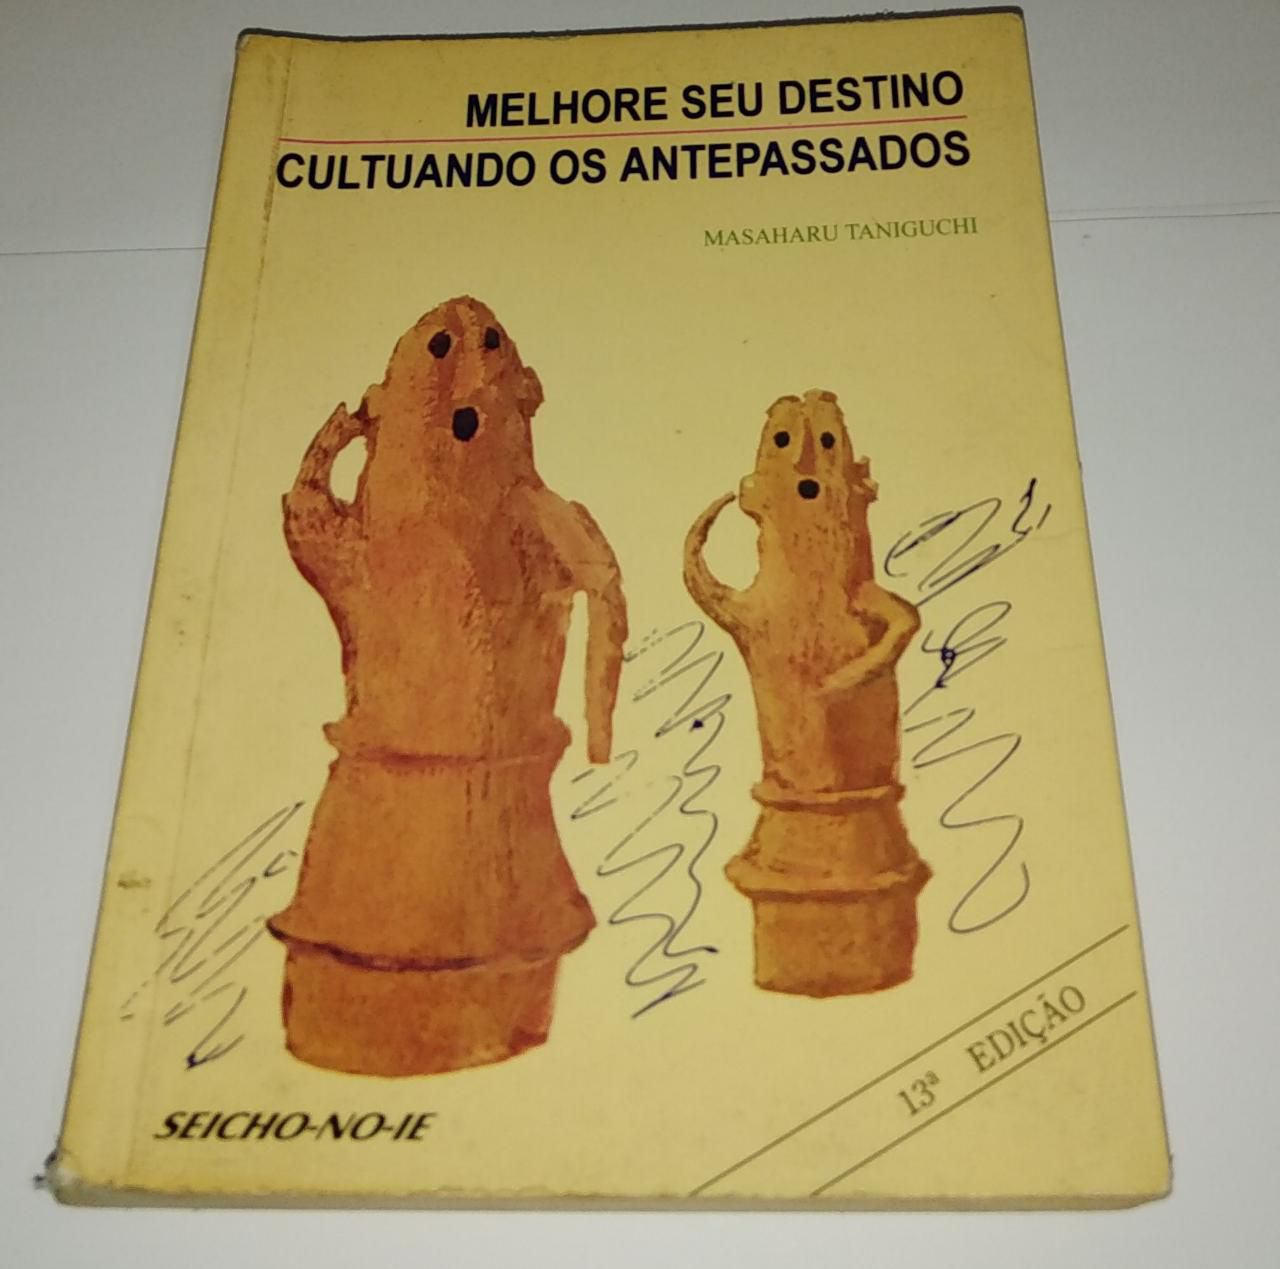 MELHORE SEU DESTINO
CULTUANDO OS ANTEPASSADOS
MASAHARU TANIGUCHI
SEICHO-NO-IE
13ª EDIÇÃO